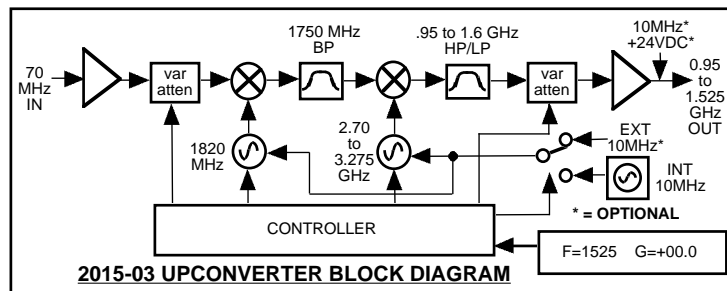 1750 MHz
BP
.95 to 1.6 GHz
HP/LP
10MHz*
+24VDC*
70
MHz
IN
var
atten
var
atten
0.95
to
1.525
GHz
OUT
1820
MHz
2.70
to
3.275
GHz
EXT
10MHz*
INT
10MHz
* = OPTIONAL
CONTROLLER
F=1525 G=+00.0
2015-03 UPCONVERTER BLOCK DIAGRAM